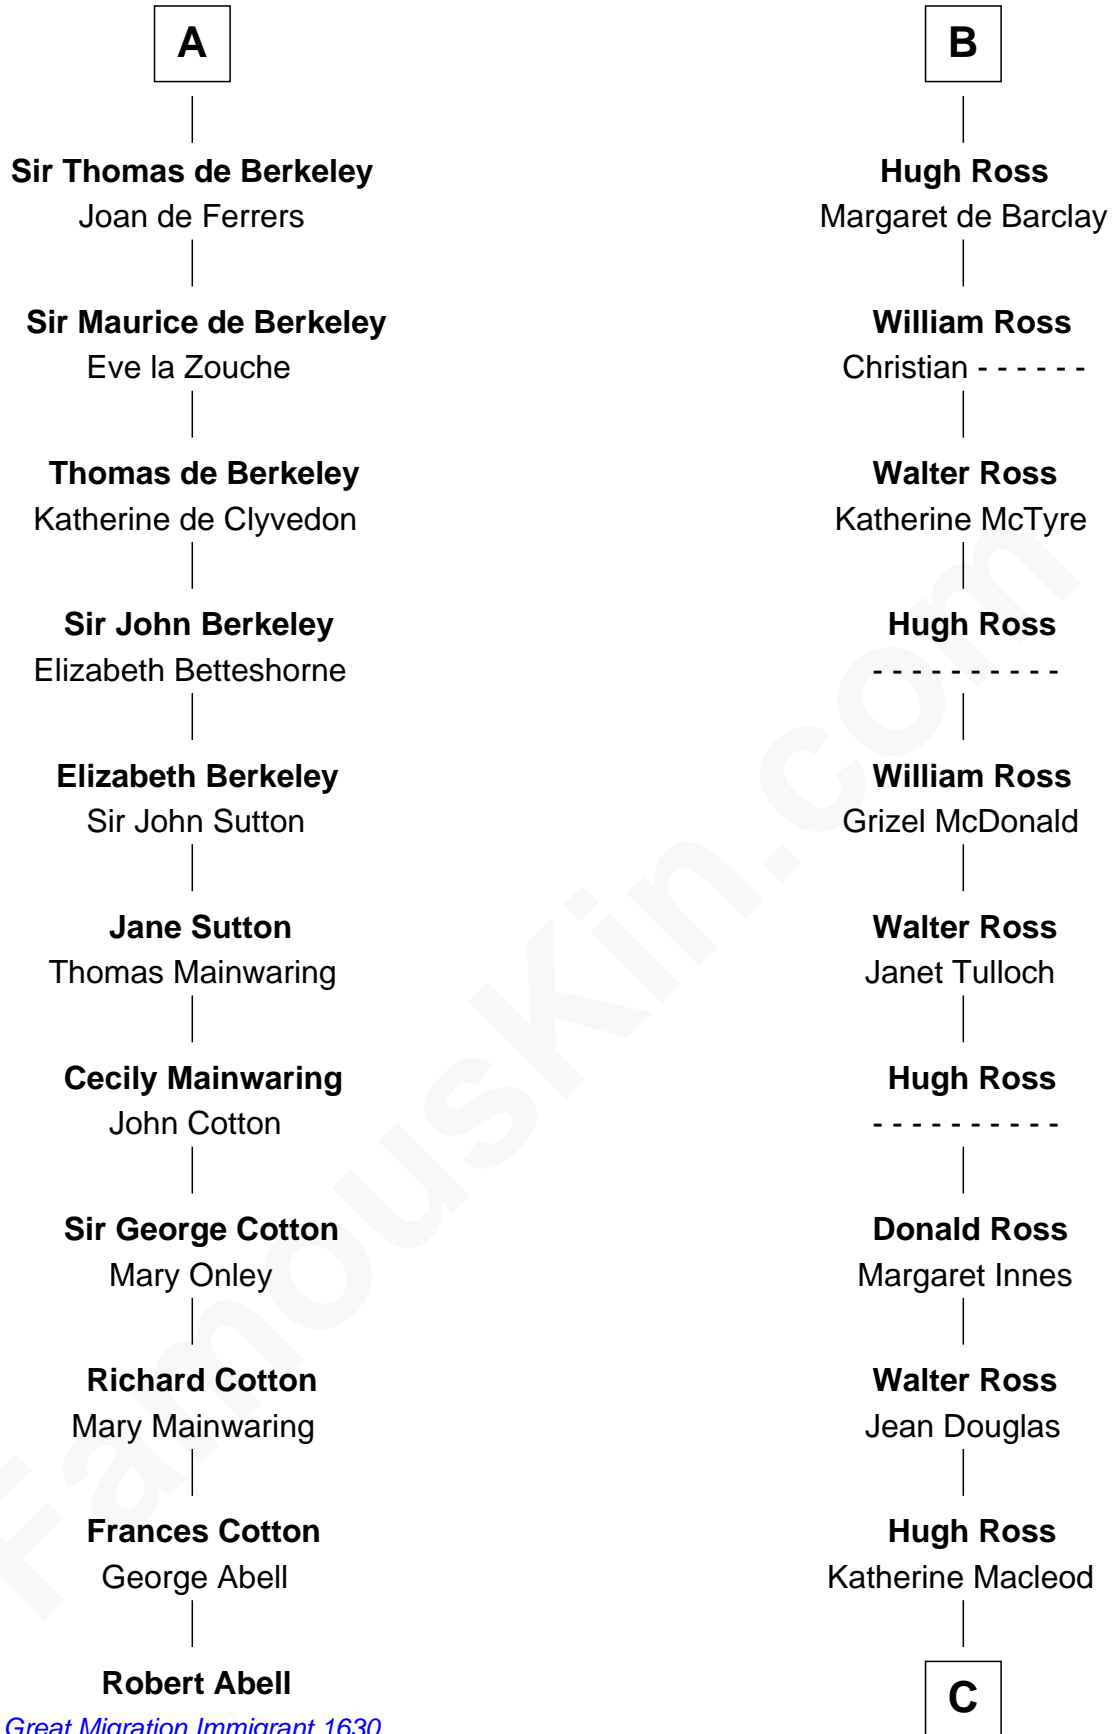 A
Sir Thomas de Berkeley
Joan de Ferrers
Sir Maurice de Berkeley
Eve la Zouche
Thomas de Berkeley
Katherine de Clyvedon
Sir John Berkeley
Elizabeth Betteshorne
Elizabeth Berkeley
Sir John Sutton
Jane Sutton
Thomas Mainwaring
Cecily Mainwaring
John Cotton
Sir George Cotton
Mary Onley
Richard Cotton
Mary Mainwaring
Frances Cotton
George Abell
Robert Abell
Great Migration Immigrant 1630
B
Hugh Ross
Margaret de Barclay
William Ross
Christian - - - - - -
Walter Ross
Katherine McTyre
Hugh Ross
- - - - - - - - - -
William Ross
Grizel McDonald
Walter Ross
Janet Tulloch
Hugh Ross
- - - - - - - - - -
Donald Ross
Margaret Innes
Walter Ross
Jean Douglas
Hugh Ross
Katherine Macleod
C
FamousKin.com